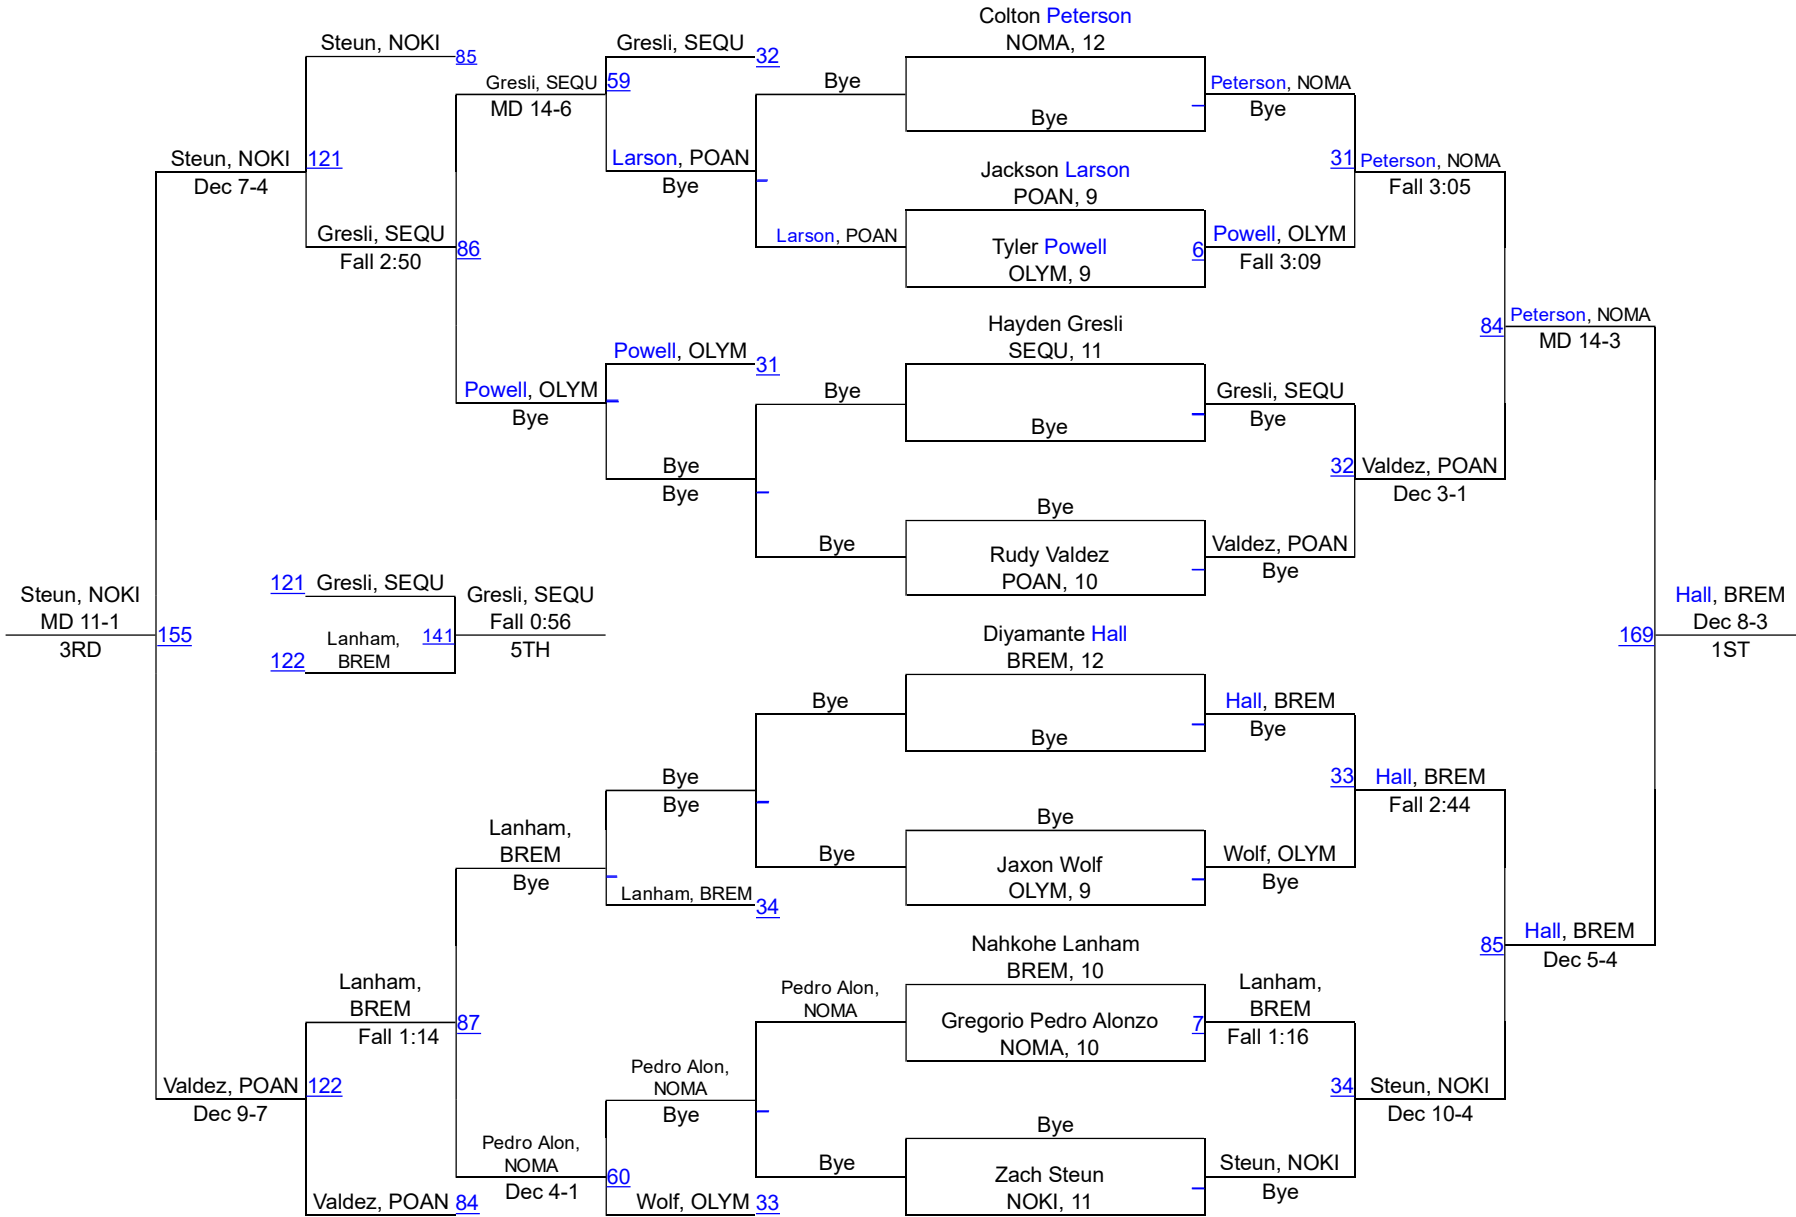 Colton Peterson
NOMA, 12
Steun, NOKI
85
Gresli, SEQU
32
Gresli, SEQU
59
MD 14-6
Bye
Bye
Peterson, NOMA
Bye
Steun, NOKI
121
Dec 7-4
Larson, POAN
Bye
Jackson Larson
POAN, 9
31
Peterson, NOMA
Fall 3:05
Gresli, SEQU
86
Fall 2:50
Larson, POAN
Tyler Powell
6
OLYM, 9
Powell, OLYM
Fall 3:09
Hayden Gresli
SEQU, 11
84
Peterson, NOMA
MD 14-3
Powell, OLYM
31
Powell, OLYM
Bye
Bye
Bye
Gresli, SEQU
Bye
Bye
Bye
32
Valdez, POAN
Dec 3-1
Bye
Bye
Rudy Valdez
POAN, 10
Valdez, POAN
Bye
Steun, NOKI
MD 11-1
155
3RD
121
Gresli, SEQU
122
Lanham,
BREM
141
Gresli, SEQU
Fall 0:56
5TH
Diyamante Hall
BREM, 12
169
Hall, BREM
Dec 8-3
1ST
Bye
Bye
Hall, BREM
Bye
Bye
Bye
33
Hall, BREM
Fall 2:44
Lanham,
BREM
Bye
Bye
Bye
Jaxon Wolf
OLYM, 9
Wolf, OLYM
Bye
Lanham, BREM
34
85
Hall, BREM
Dec 5-4
Nahkohe Lanham
BREM, 10
Lanham,
BREM
87
Fall 1:14
Pedro Alon,
NOMA
Gregorio Pedro Alonzo
7
NOMA, 10
Lanham,
BREM
Fall 1:16
Valdez, POAN
122
Dec 9-7
Pedro Alon,
NOMA
Bye
34
Steun, NOKI
Dec 10-4
Pedro Alon,
NOMA
60
Dec 4-1
Bye
Bye
Zach Steun
NOKI, 11
Steun, NOKI
Bye
Valdez, POAN
84
Wolf, OLYM
33